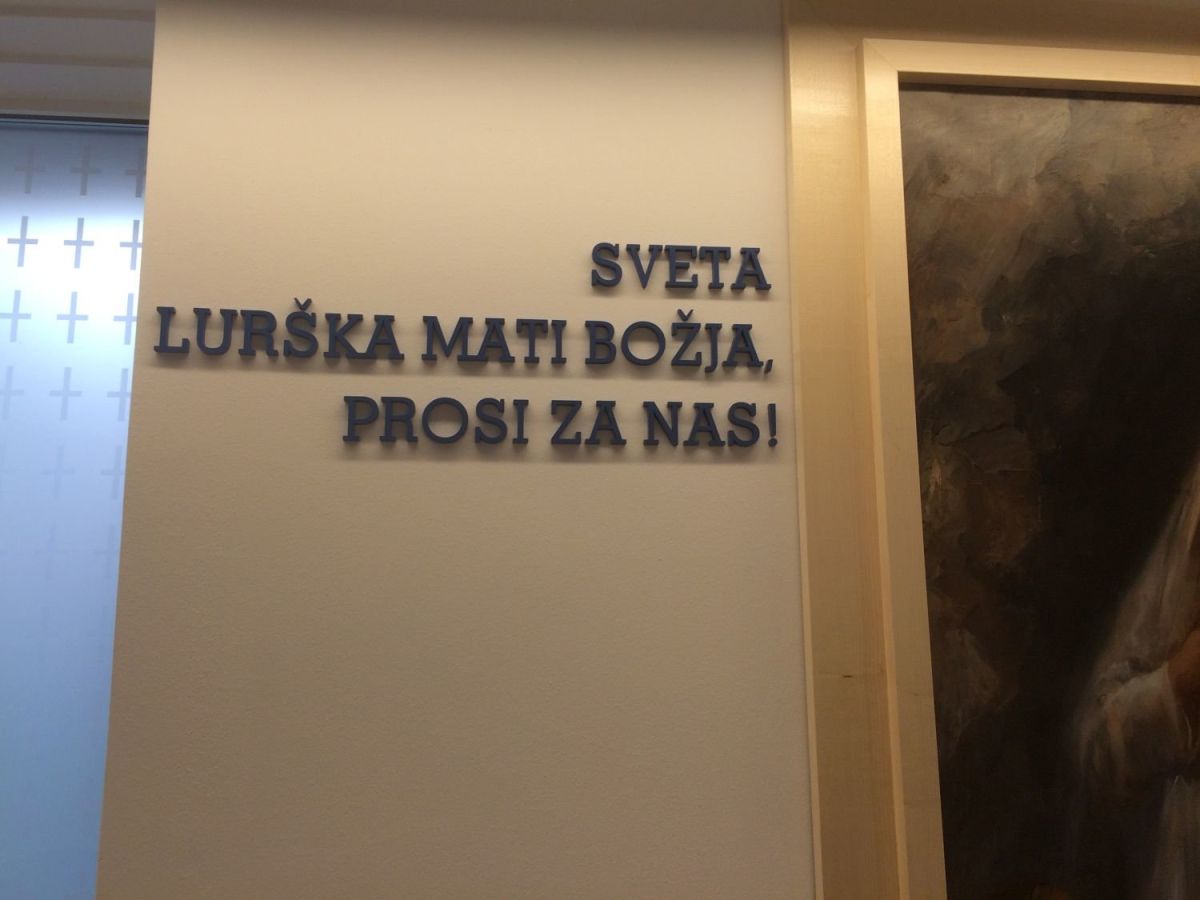 SVETA
LURŠKA MATI BOŽJA,
PROSI ZA NAS!